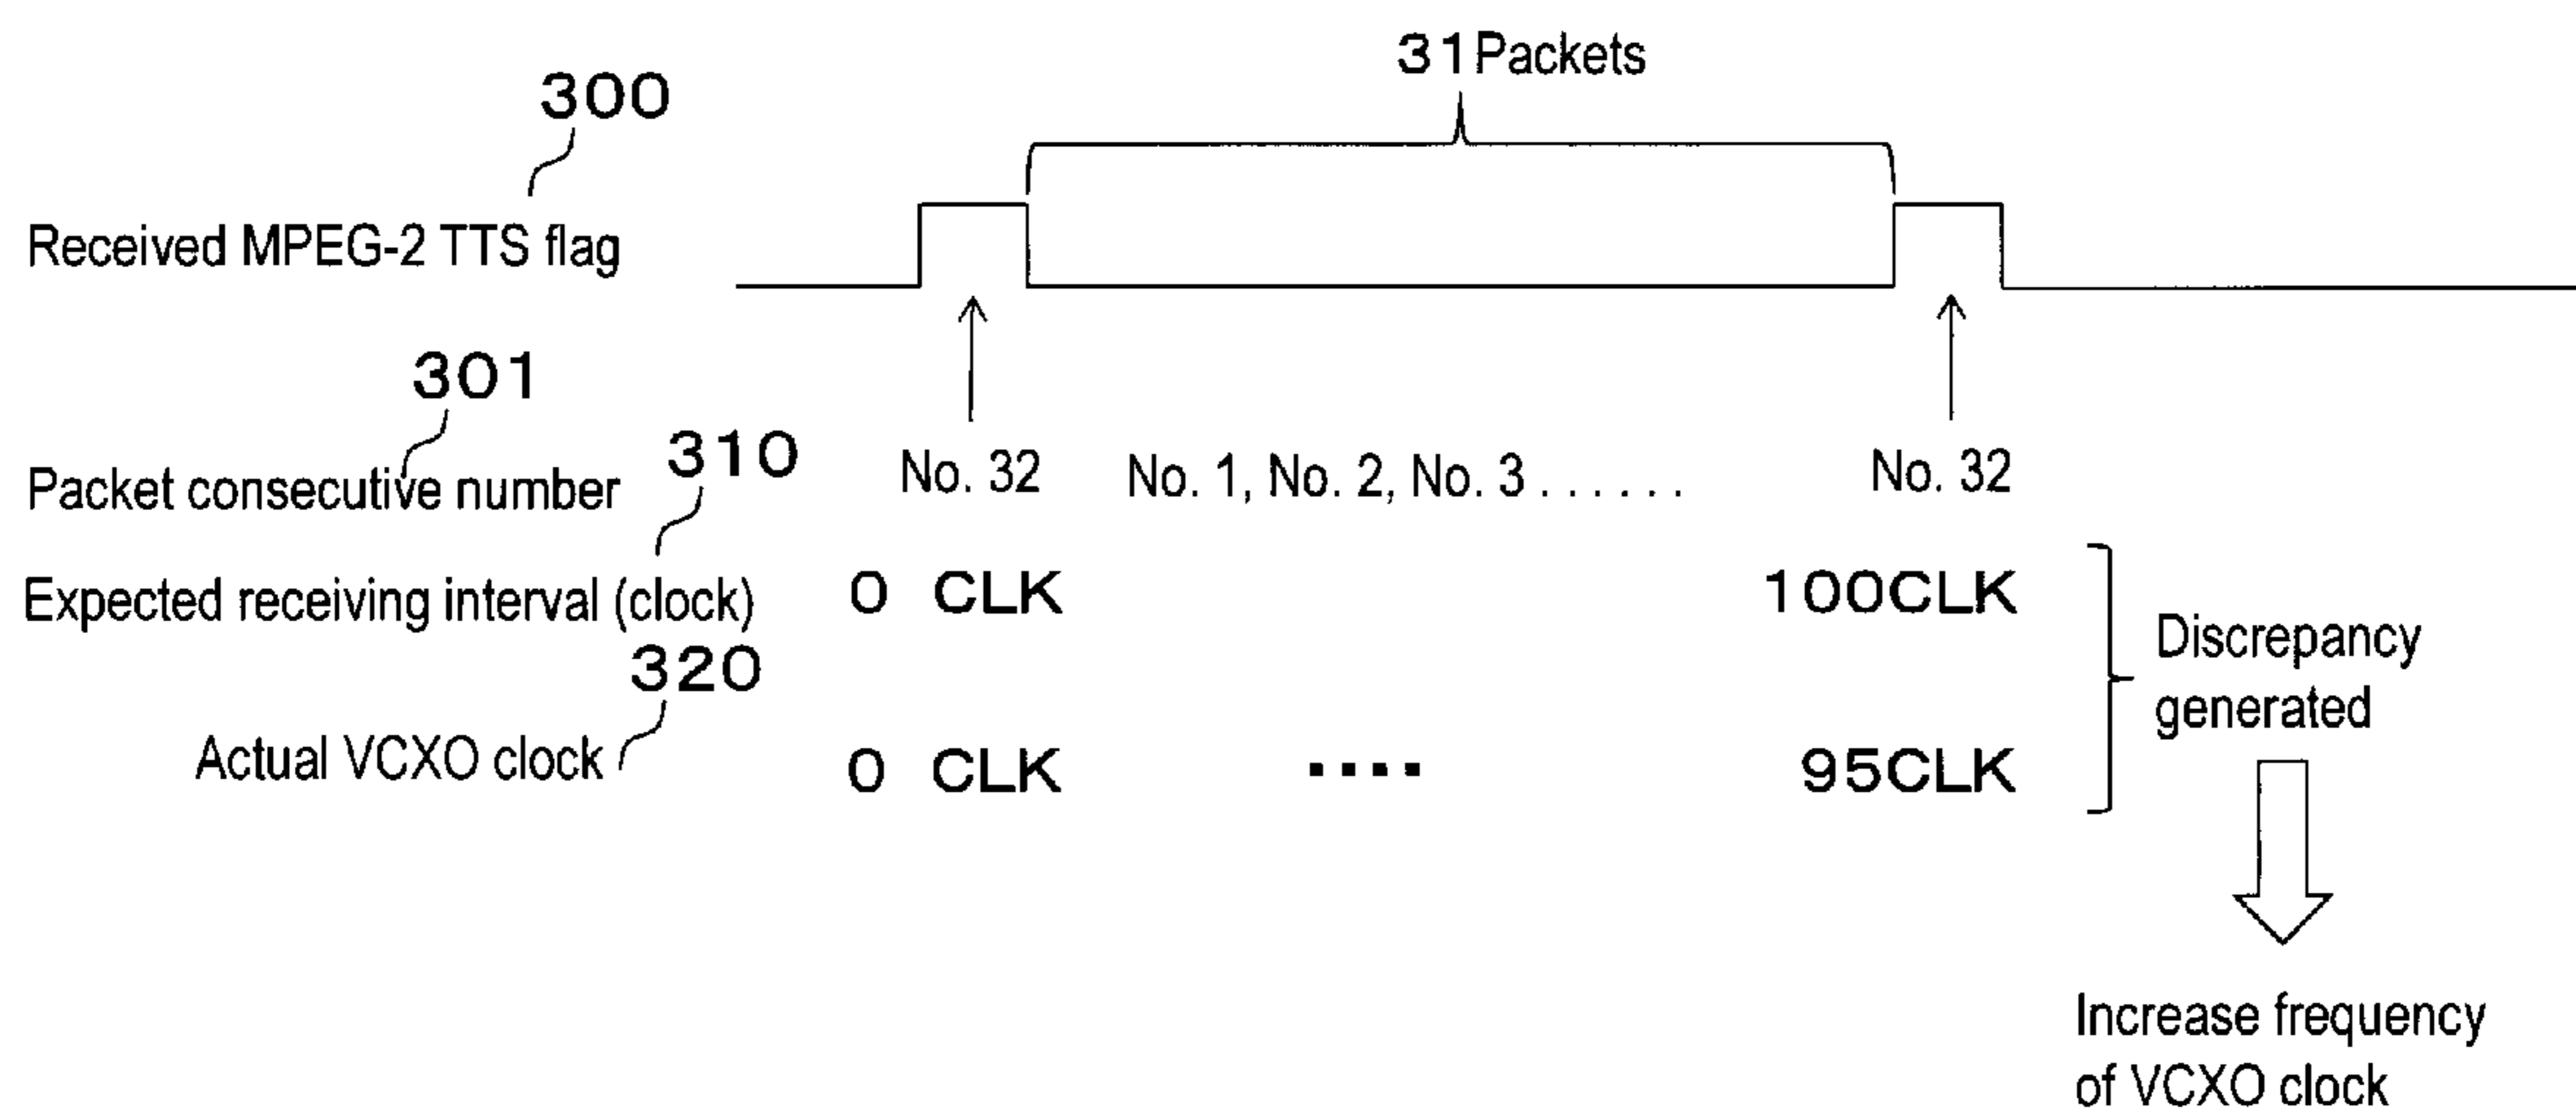 31Packets
300
Received MPEG-2 TTS flag
301
310
Packet consecutive number
No. 32
No. 1, No. 2, No. 3 . . . . . .
No. 32
Expected receiving interval (clock)
0 CLK
100CLK
320
Actual VCXO clock
0 CLK
....
95CLK
Discrepancy
generated
Increase frequency
of VCXO clock